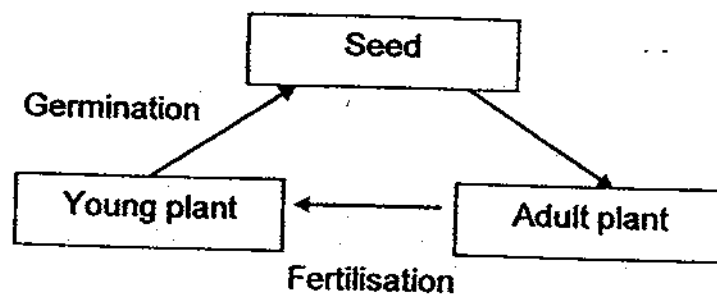 Seed
Germination
Young plant
Adult plant
Fertilisation